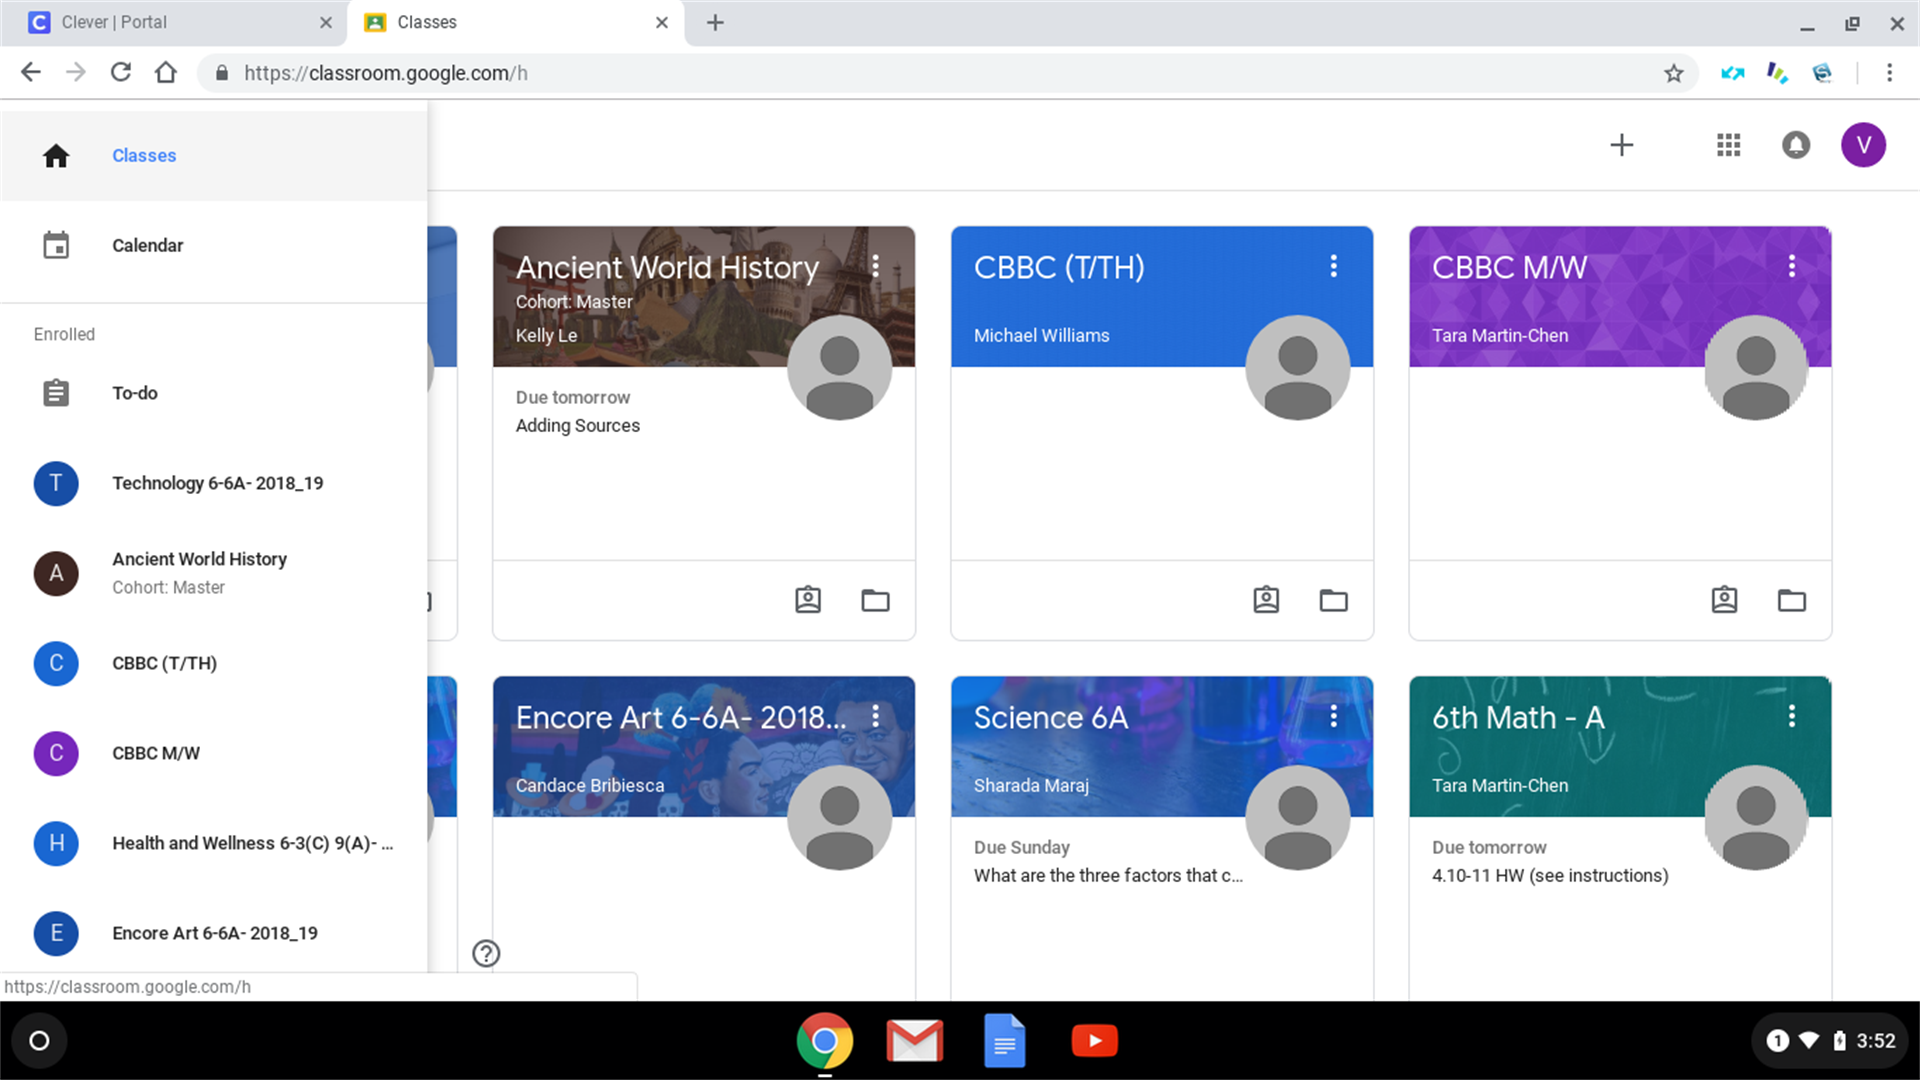 Clever | Portal
Classes
https://classroom.google.com/h
V
Classes
Calendar
Enrolled
To-do
T
Technology 6-6A- 2018_19
A
Ancient World History
Cohort: Master
C
CBBC (T/TH)
C
CBBC M/W
H
Health and Wellness 6-3(C) 9(A)- ...
E
Encore Art 6-6A- 2018_19
Ancient World History
Cohort: Master
Kelly Le
Due tomorrow
Adding Sources
CBBC (T/TH)
Michael Williams
CBBC M/W
Tara Martin-Chen
Encore Art 6-6A- 2018...
Candace Bribiesca
Science 6A
Sharada Maraj
Due Sunday
What are the three factors that c...
6th Math - A
Tara Martin-Chen
Due tomorrow
4.10-11 HW (see instructions)
https://classroom.google.com/h
1
3:52